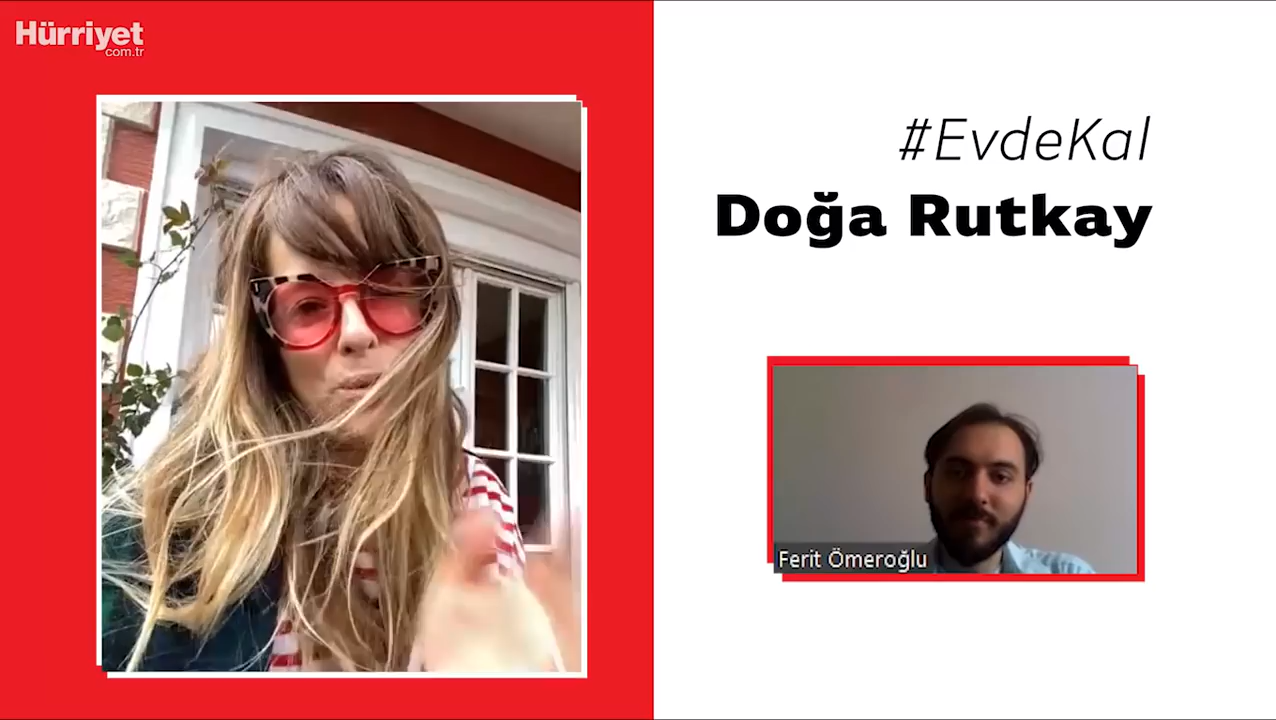 Hürriyet
com.tr
#EvdeKal
Doğa Rutkay
Ferit Ömeroğlu